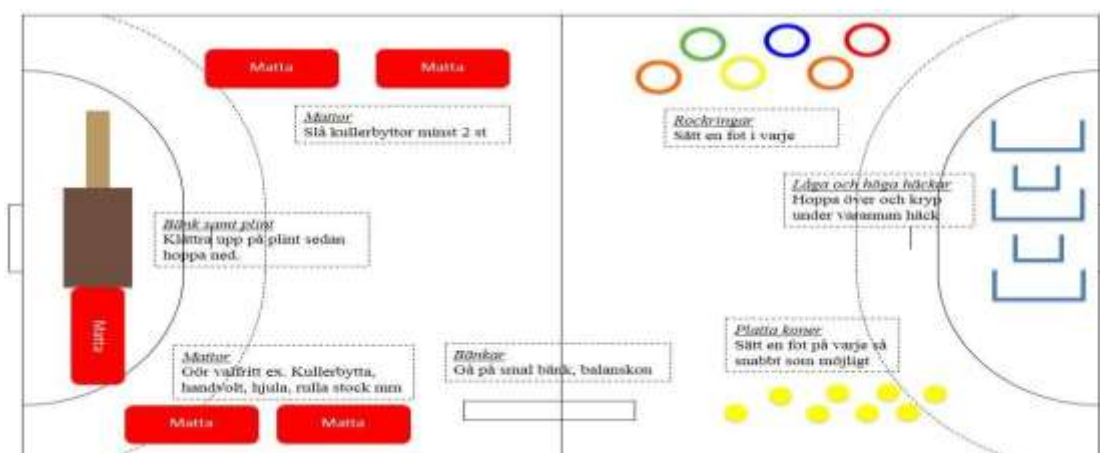 Matta
Matta
Mattor
Slå kullerbyttor minst 2 st
Rockringar
Sätt en fot i varje
Låga och höga häckar
Hoppa över och kryp
under varannan häck
Bänk samt plint
Klättra upp på plint sedan
hoppa ned.
Matta
Mattor
Gör valfritt ex. Kullerbytta,
handvolt, hjula, rulla stock mm
Bänkar
Gå på smal bänk, balanskon
Platta koner
Sätt en fot på varje så
snabbt som möjligt
Matta
Matta